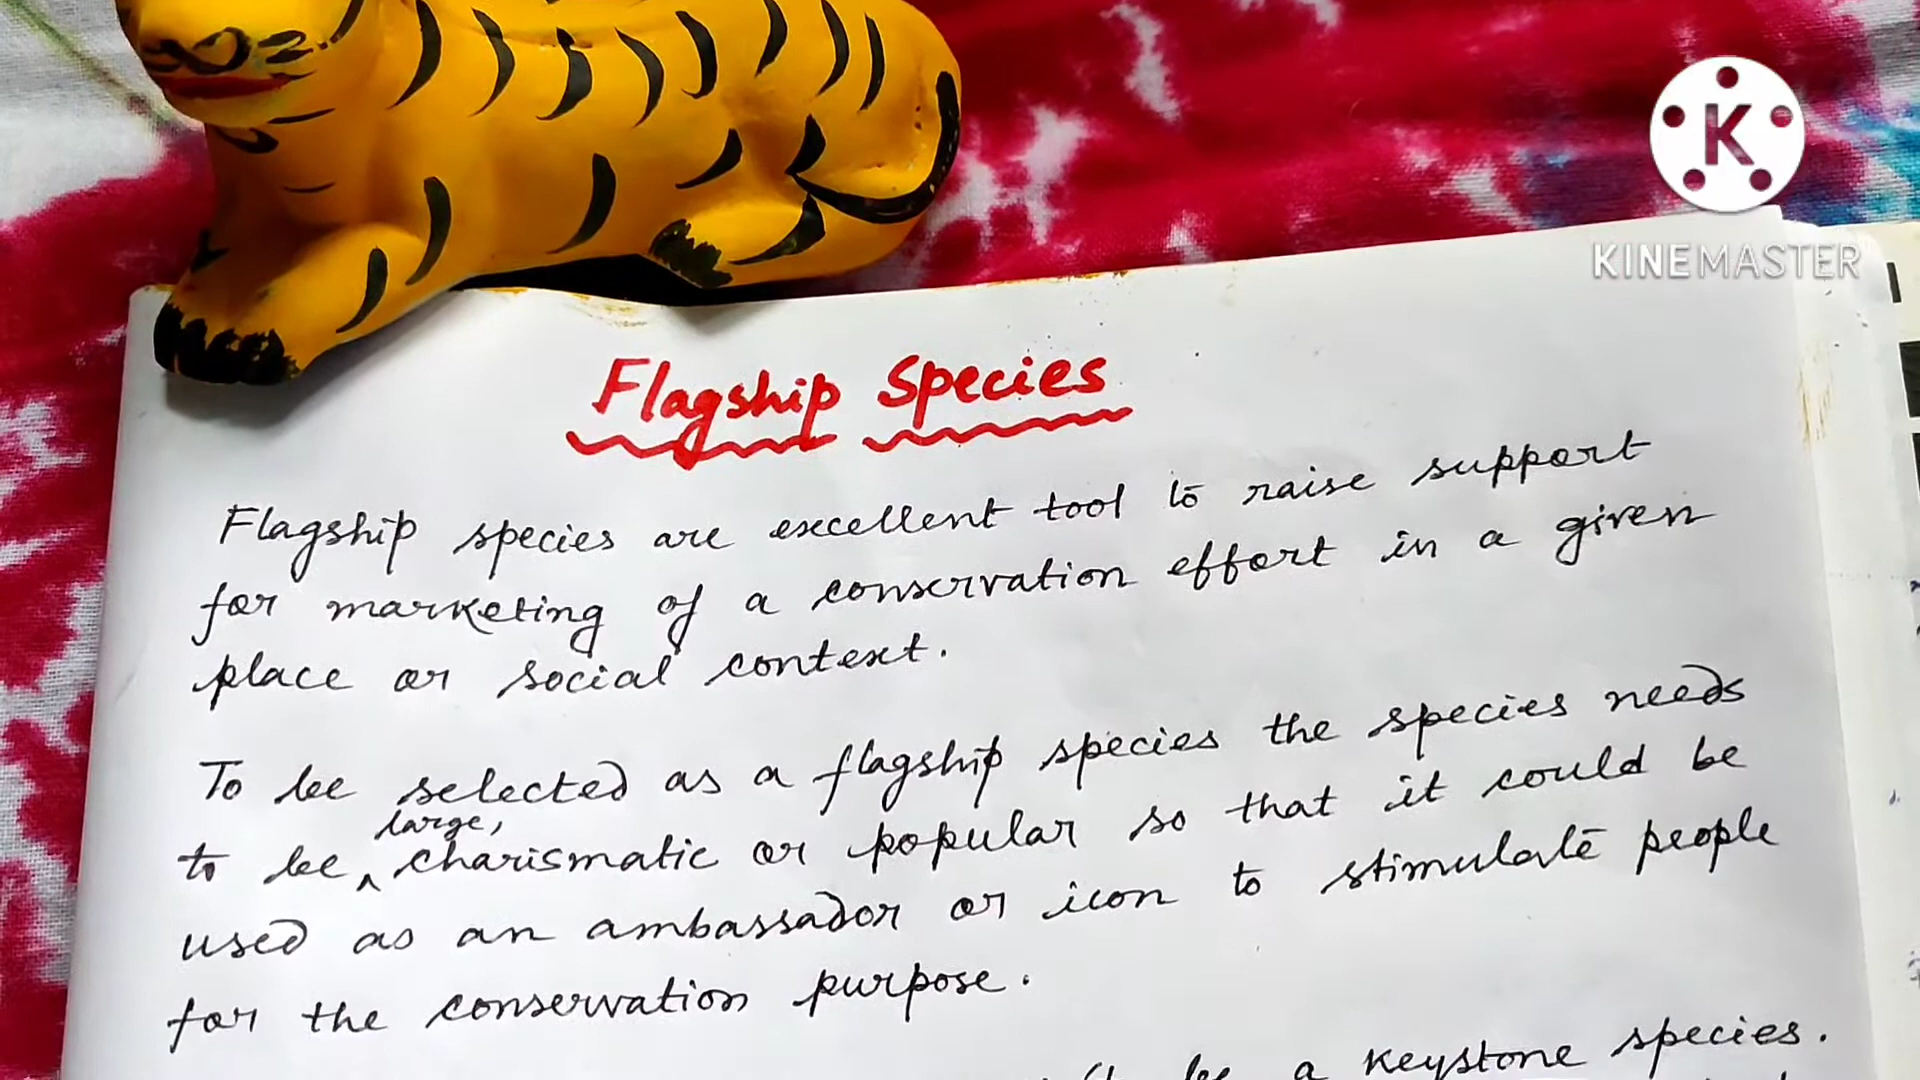 K
KINEMASTER
Flagship Species
Flagship species are excellent tool to raise support
for marketing of a conservation effort in a given
place or social context.
To be selected as a flagship species the species needs
large,
to be ^ charismatic or popular so that it could be
used as an ambassador or icon to stimulate people
for the conservation purpose.
be a keystone species.